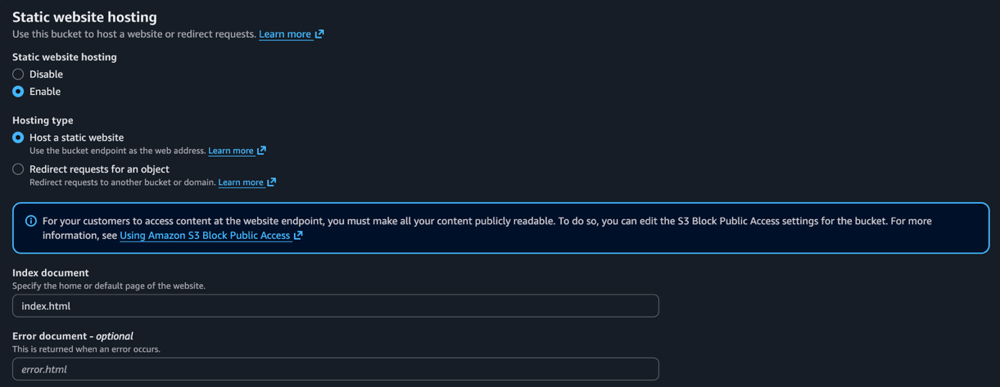 Static website hosting
Use this bucket to host a website or redirect requests. Learn more
Static website hosting
Disable
Enable
Hosting type
Host a static website
Use the bucket endpoint as the web address. Learn more
Redirect requests for an object
Redirect requests to another bucket or domain. Learn more
For your customers to access content at the website endpoint, you must make all your content publicly readable. To do so, you can edit the S3 Block Public Access settings for the bucket. For more
information, see Using Amazon S3 Block Public Access
Index document
Specify the home or default page of the website.
index.html
Error document - optional
This is returned when an error occurs.
error.html